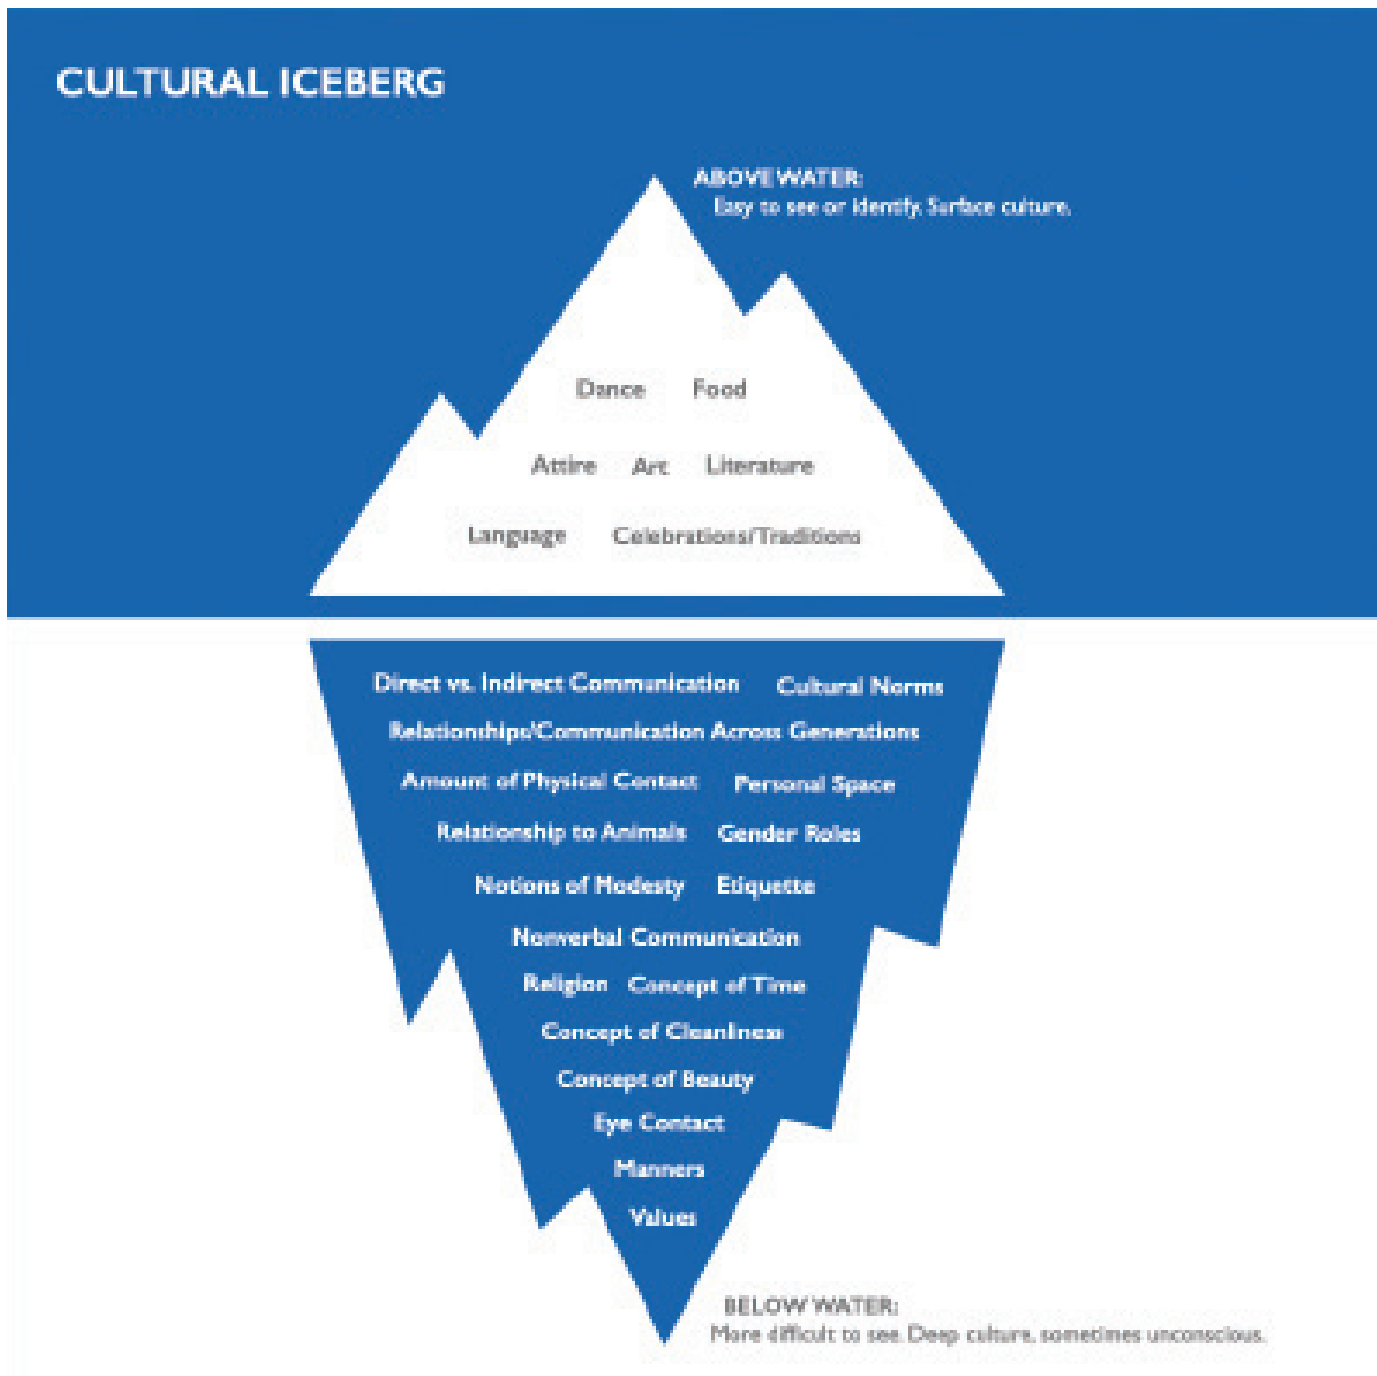 CULTURAL ICEBERG
ABOVE WATER:
Easy to see or identify. Surface culture.
Dance Food
Attire Art Literature
Language Celebrations/Traditions
Direct vs. Indirect Communication Cultural Norms
Relationships/Communication Across Generations
Amount of Physical Contact Personal Space
Relationship to Animals Gender Roles
Notions of Modesty Etiquette
Nonverbal Communication
Religion Concept of Time
Concept of Cleanliness
Concept of Beauty
Eye Contact
Manners
Values
BELOW WATER:
More difficult to see. Deep culture, sometimes unconscious.